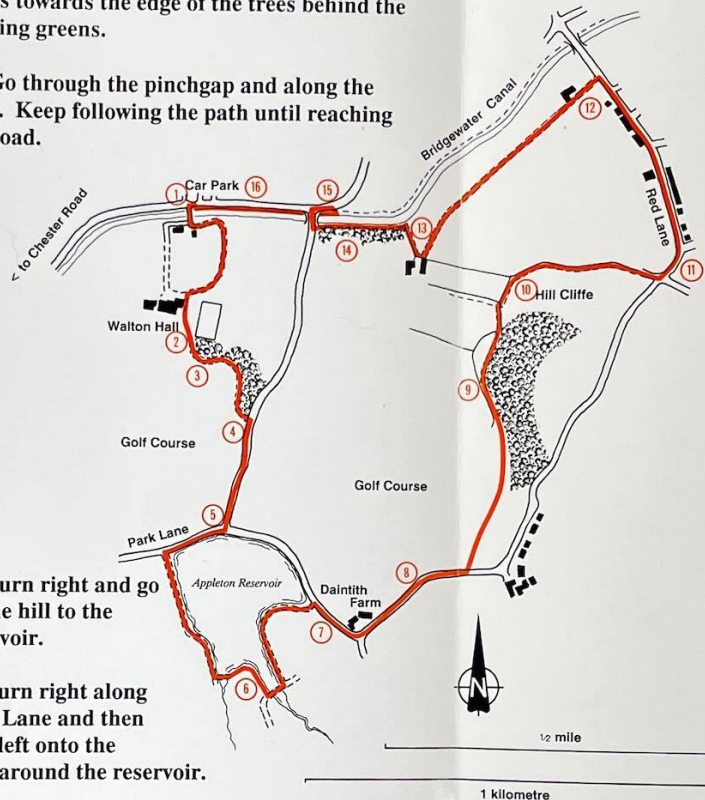 s towards the edge of the trees behind the
ing greens.
Go through the pinchgap and along the
. Keep following the path until reaching
oad.
Bridgewater Canal
12
1
Car Park
16
15
< to Chester Road
Red Lane
13
14
11
10
Hill Cliffe
Walton Hall
2
3
9
4
Golf Course
Golf Course
5
Park Lane
8
Appleton Reservoir
Daintith
Farm
7
6
urn right and go
e hill to the
voir.
urn right along
Lane and then
left onto the
around the reservoir.
N
1/2 mile
1 kilometre